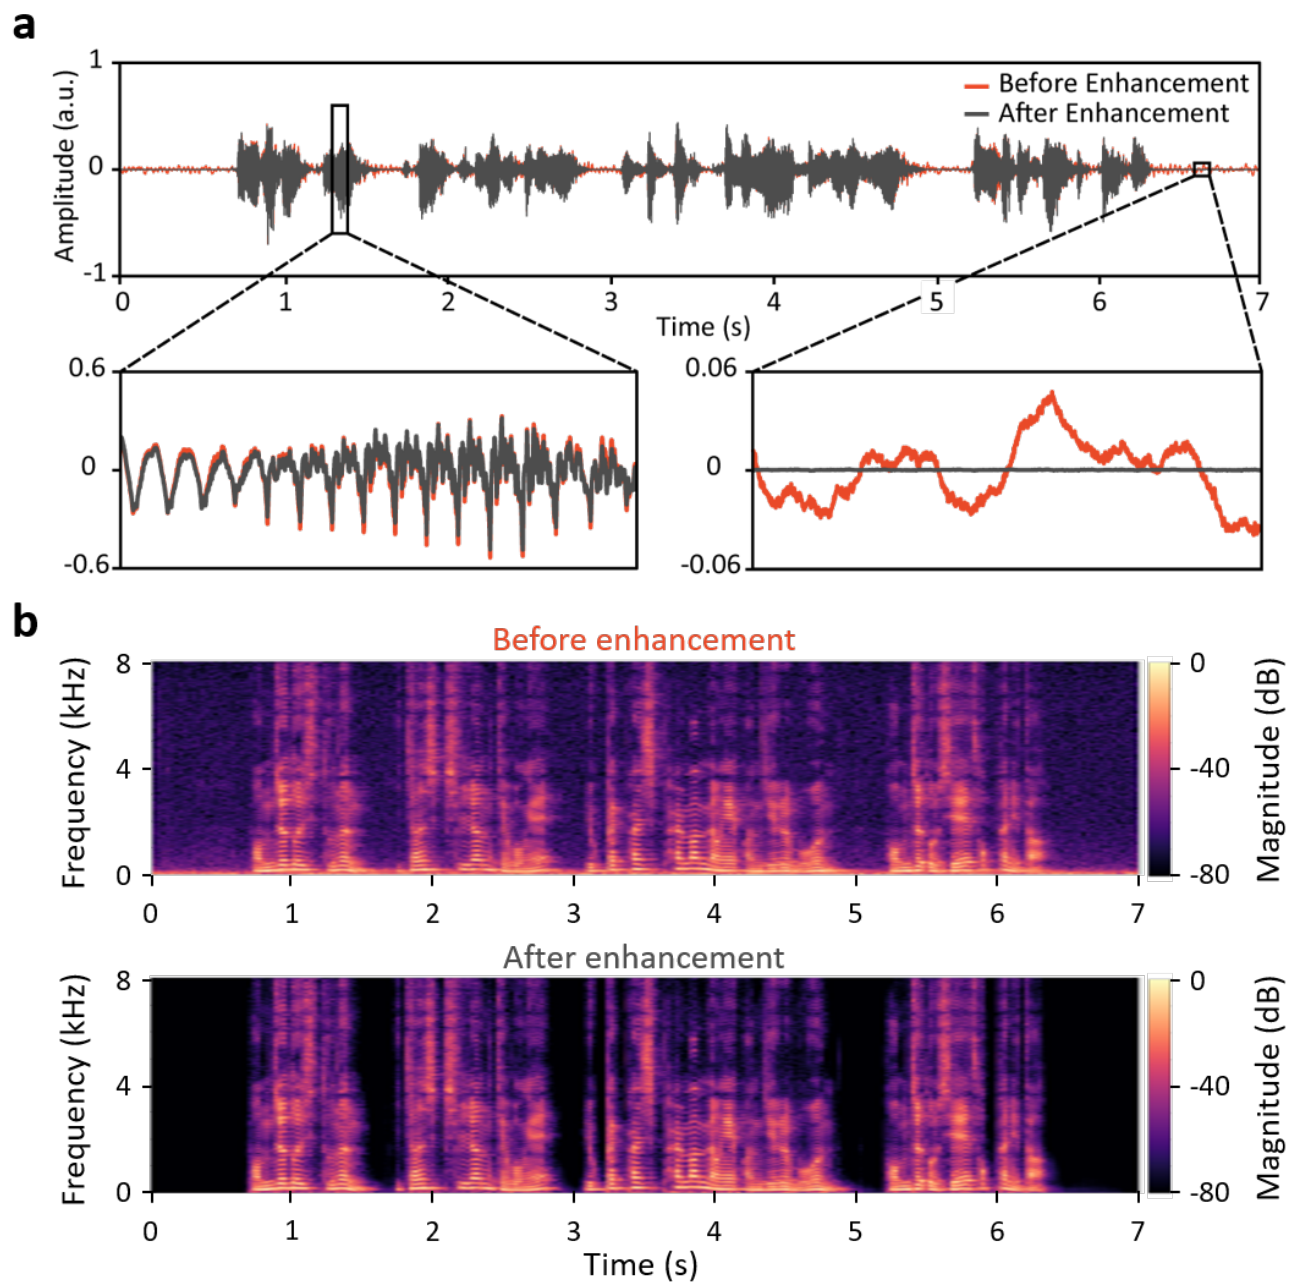 a
1
Before Enhancement
After Enhancement
Amplitude (a.u.)
0
-1
0 1 2 3 4 5 6 7
Time (s)
0.6
0
-0.6
0.06
0
-0.06
b
Before enhancement
8
4
0
Frequency (kHz)
0
-40
-80
Magnitude (dB)
0 1 2 3 4 5 6 7
After enhancement
8
4
0
Frequency (kHz)
0
-40
-80
Magnitude (dB)
0 1 2 3 4 5 6 7
Time (s)